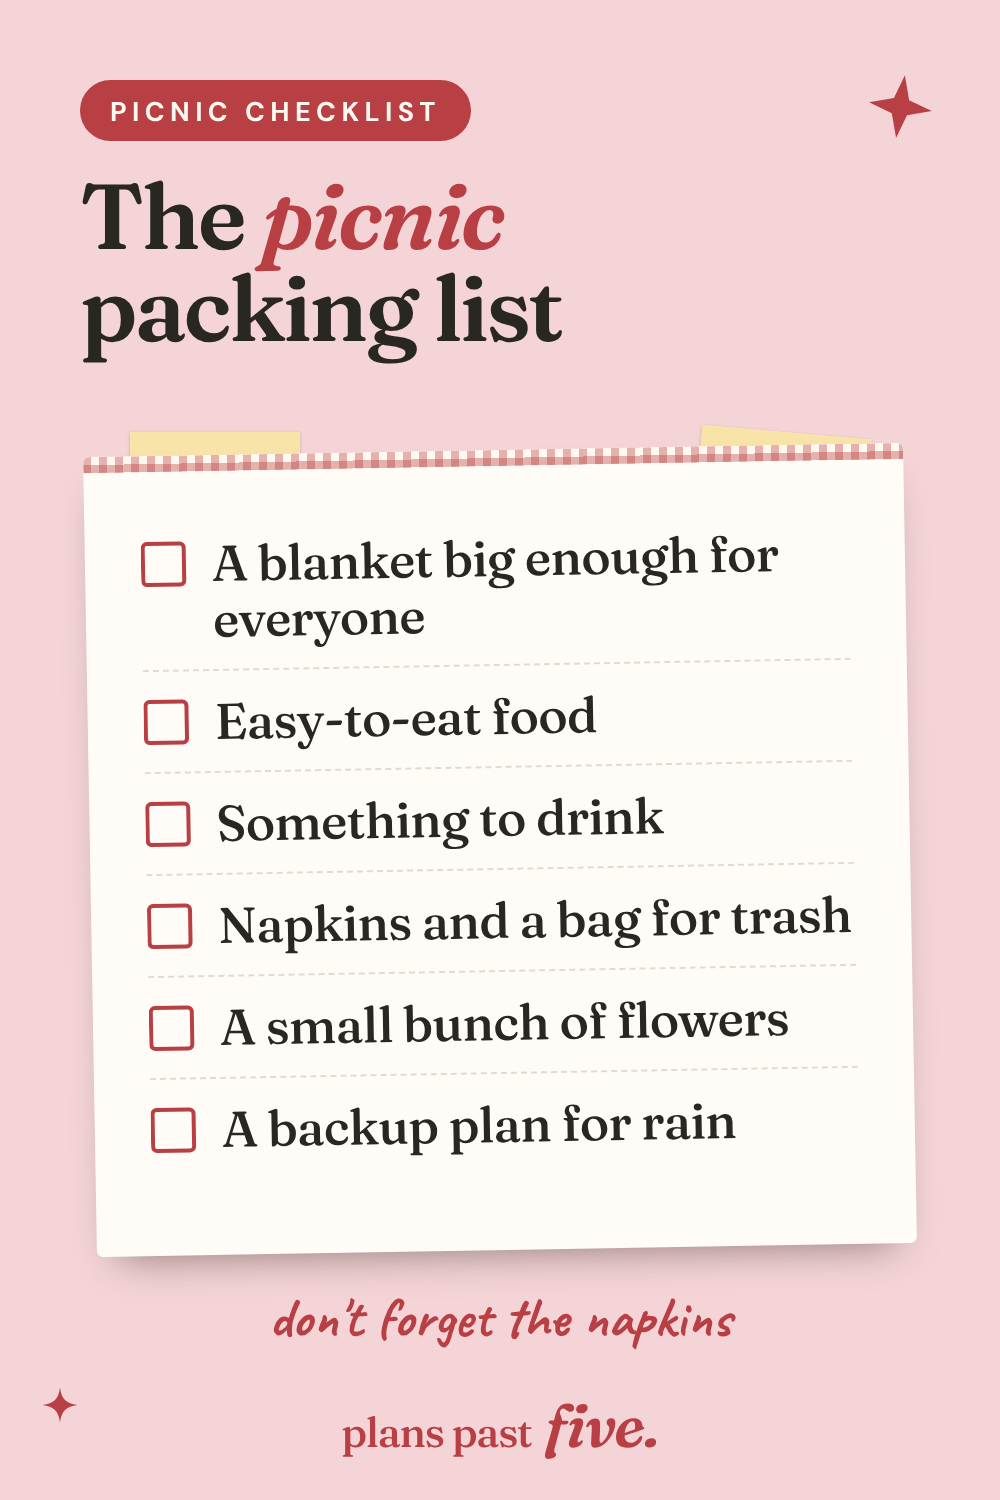 PICNIC CHECKLIST
The picnic
packing list
A blanket big enough for
everyone
Easy-to-eat food
Something to drink
Napkins and a bag for trash
A small bunch of flowers
A backup plan for rain
don't forget the napkins
plans past five.